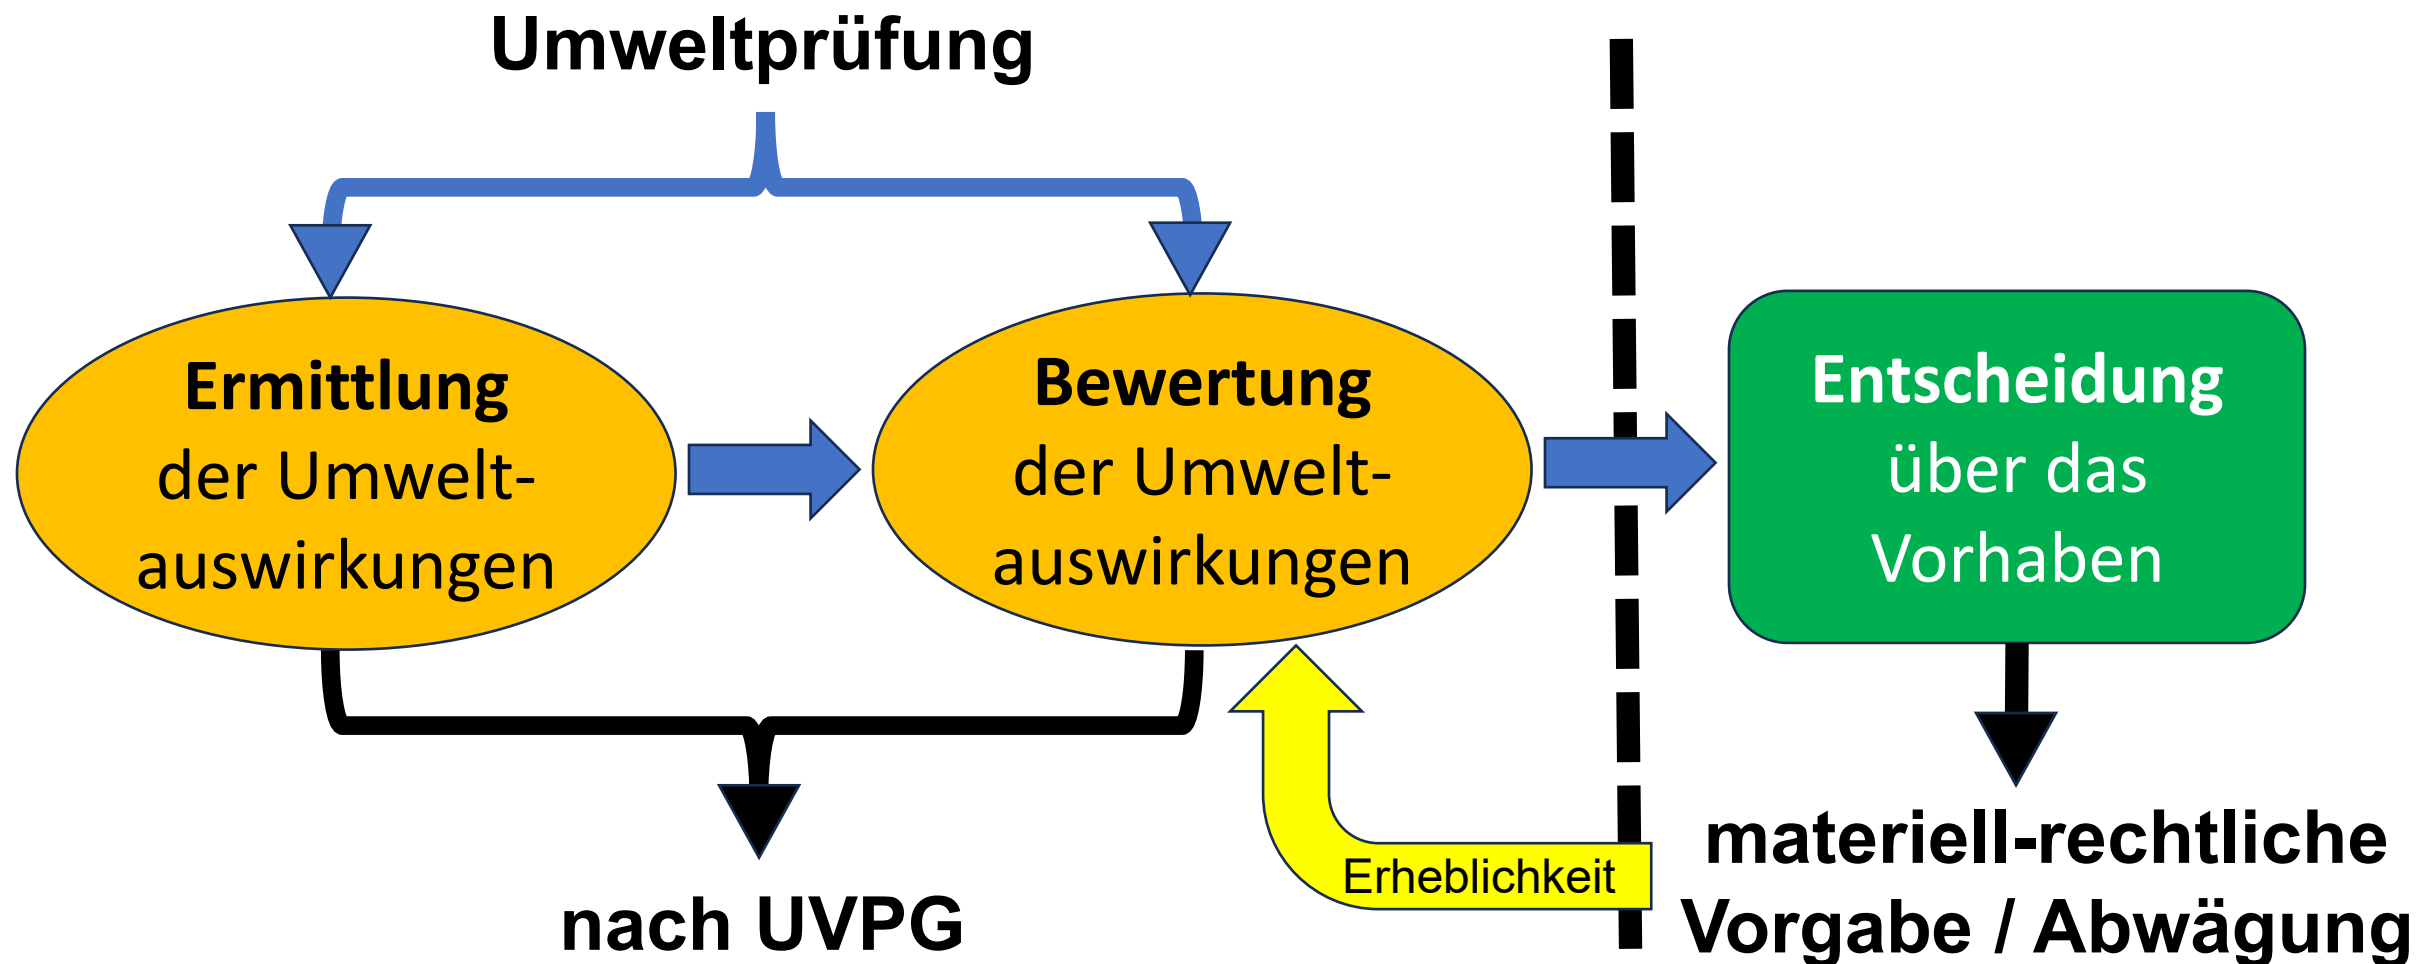 Umweltprüfung
Ermittlung
der Umwelt-
auswirkungen
Bewertung
der Umwelt-
auswirkungen
Entscheidung
über das
Vorhaben
Erheblichkeit
nach UVPG
materiell-rechtliche
Vorgabe / Abwägung